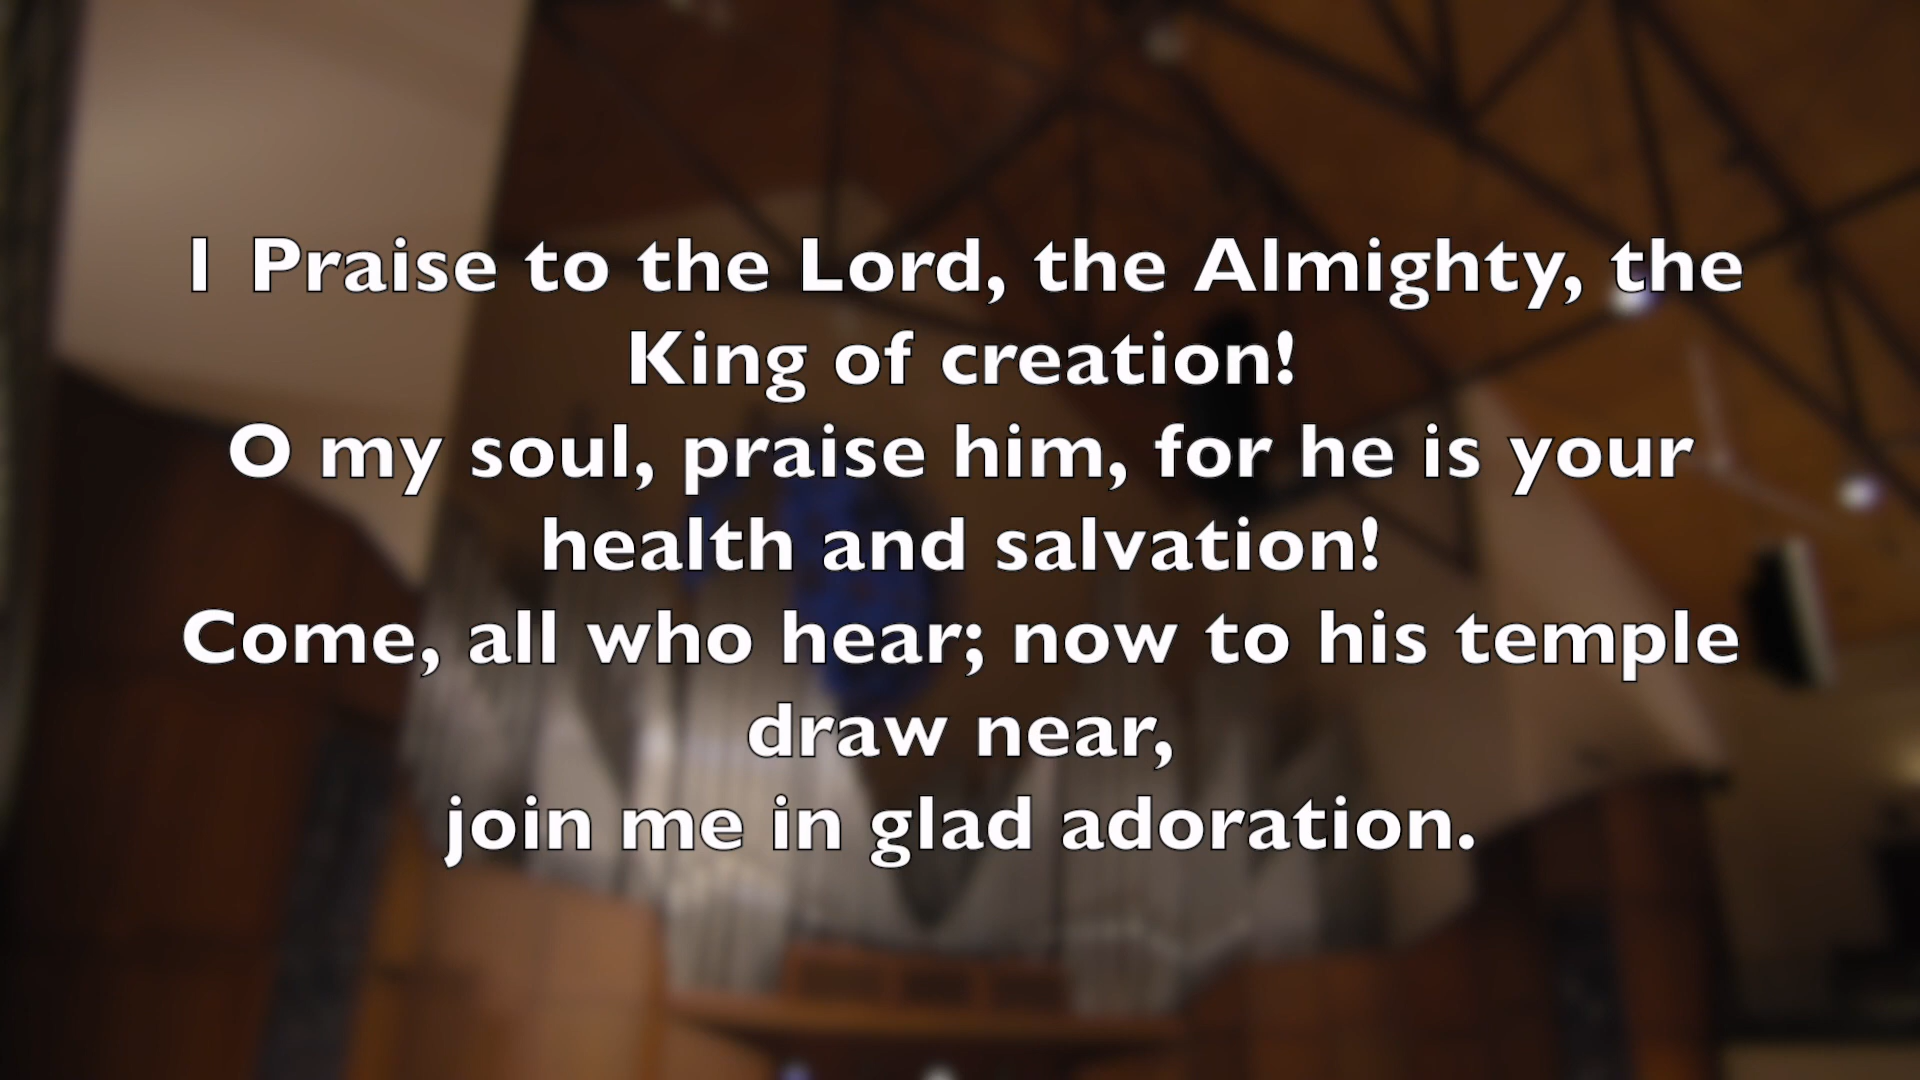 1 Praise to the Lord, the Almighty, the
King of creation!
O my soul, praise him, for he is your
health and salvation!
Come, all who hear; now to his temple
draw near,
join me in glad adoration.